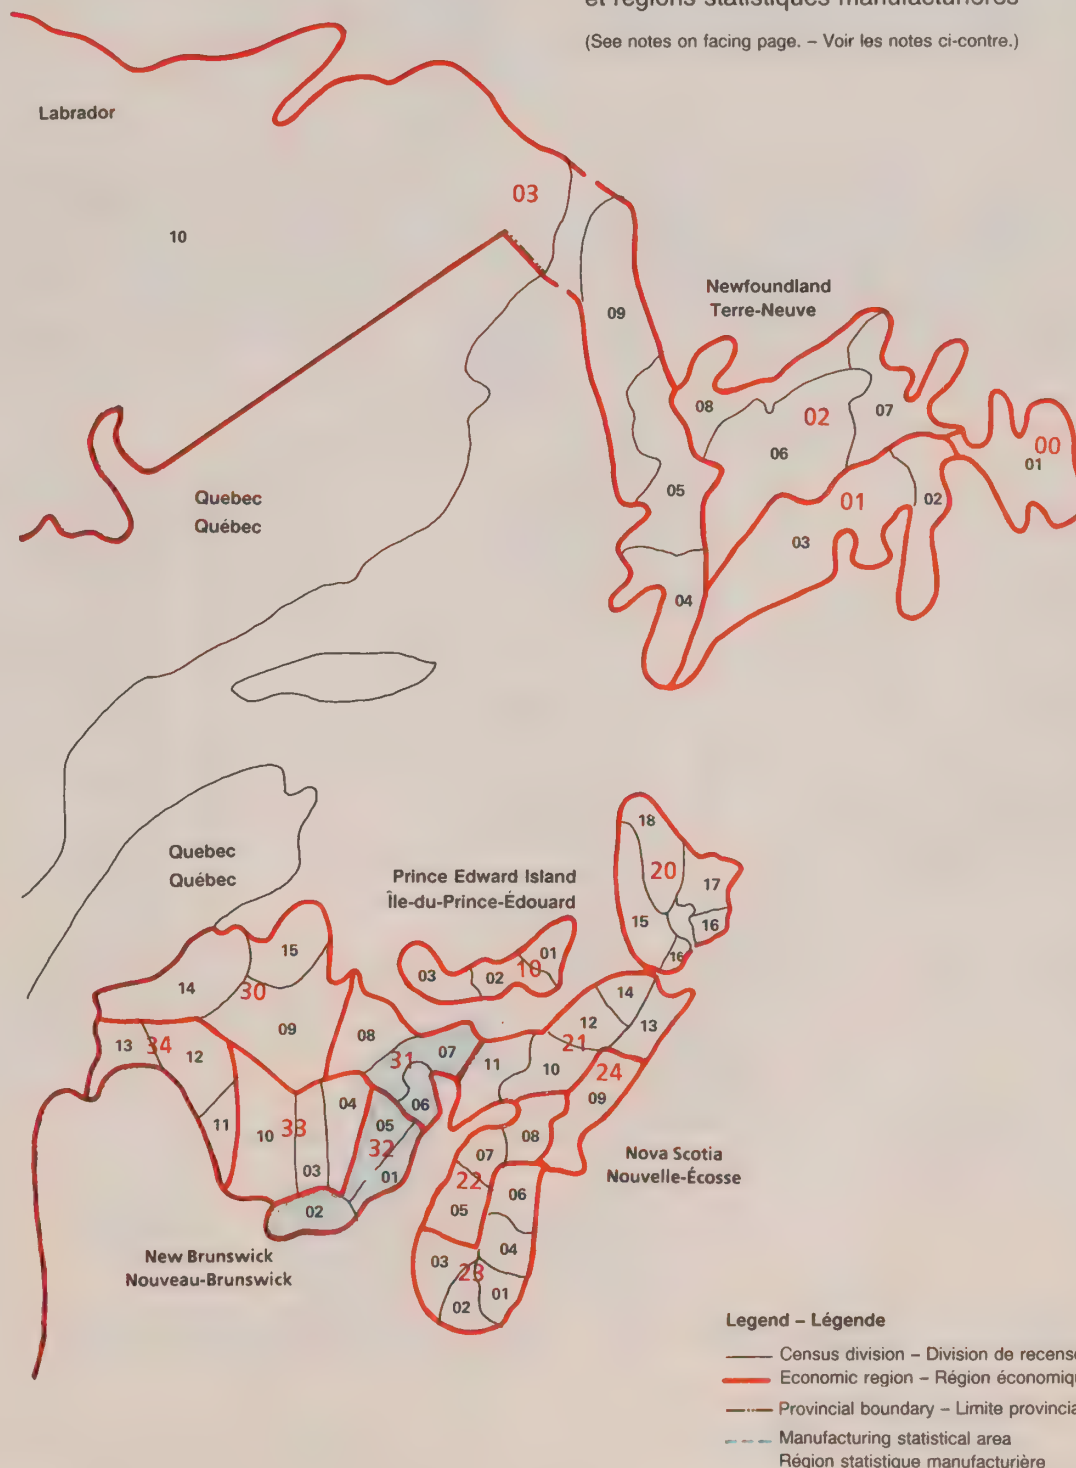 et régions statistiques manufacturières
(See notes on facing page. – Voir les notes ci-contre.)
Labrador
03
10
Newfoundland
Terre-Neuve
09
08
02
07
00
01
06
05
01
02
03
04
Quebec
Québec
18
20
17
15
16
16
Quebec
Québec
Prince Edward Island
Île-du-Prince-Édouard
01
03
02
10
15
14
30
09
14
12
13
21
08
31
07
11
10
24
09
13
34
12
06
11
10
33
04
05
32
03
01
02
08
07
22
05
06
04
03
23
02
01
Nova Scotia
Nouvelle-Écosse
New Brunswick
Nouveau-Brunswick
Legend – Légende
Census division – Division de
Economic region – Région
Provincial boundary – Limite
Manufacturing statistical area
Région statistique manufacturière